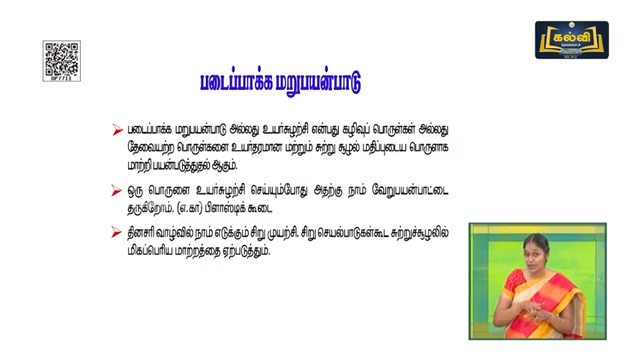 கல்வி
DP7711
படைப்பாக்க மறுபயன்பாடு
படைப்பாக்க மறுபயன்பாடு அல்லது உயர்சுழற்சி என்பது கழிவுப் பொருள்கள் அல்லது
தேவையற்ற பொருள்களை உயர்தரமான மற்றும் சுற்று சூழல் மதிப்புடைய பொருளாக
மாற்றி பயன்படுத்துதல் ஆகும்.
ஒரு பொருளை உயர்சுழற்சி செய்யும்போது அதற்கு நாம் வேறுபயன்பாட்டை
தருகிறோம். (எ.கா) பிளாஸ்டிக் கூடை
தினசரி வாழ்வில் நாம் எடுக்கும் சிறு முயற்சி. சிறு செயல்பாடுகள்கூட சுற்றுச்சூழலில்
மிகப்பெரிய மாற்றத்தை ஏற்படுத்தும்.